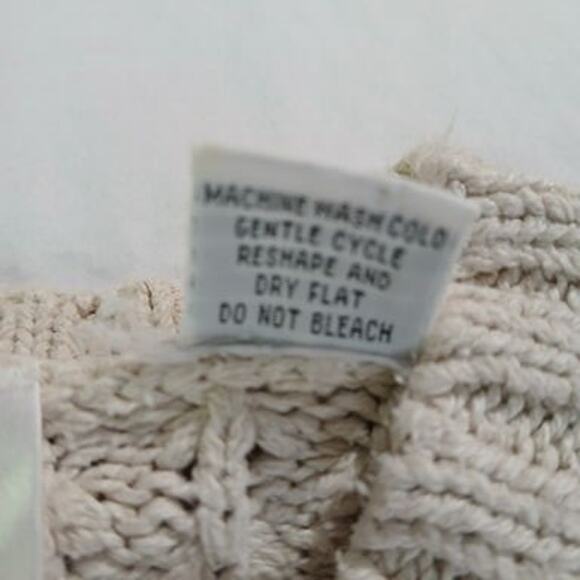 MACHINE WASH COLD
GENTLE CYCLE
RESHAPE AND
DRY FLAT
DO NOT BLEACH